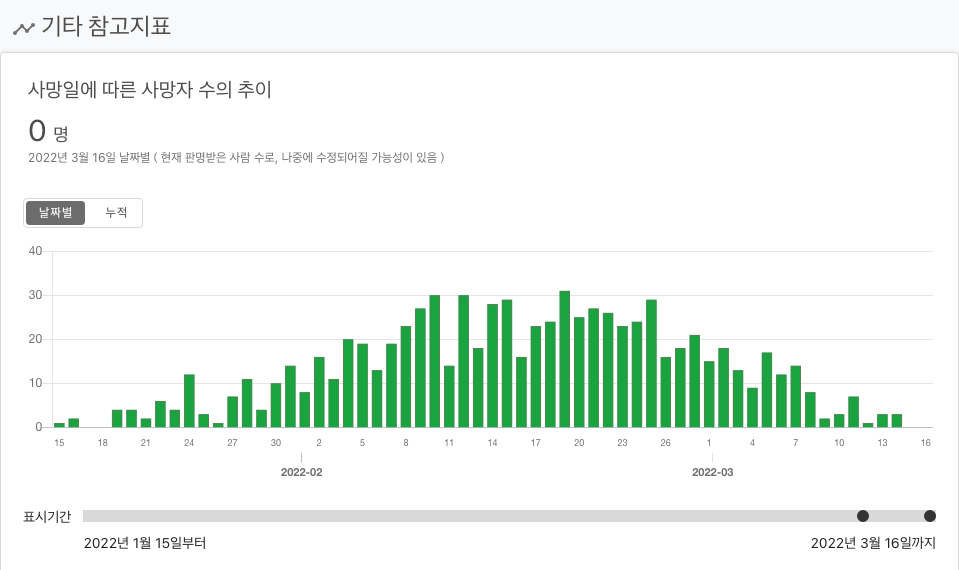 기타 참고지표
사망일에 따른 사망자 수의 추이
0 명
2022년 3월 16일 날짜별 ( 현재 판명받은 사람 수로, 나중에 수정되어질 가능성이 있음 )
날짜별 누적
40
30
20
10
0
15 18 21 24 27 30 2 5 8 11 14 17 20 23 26 1 4 7 10 13 16
2022-02 2022-03
표시기간
2022년 1월 15일부터 2022년 3월 16일까지